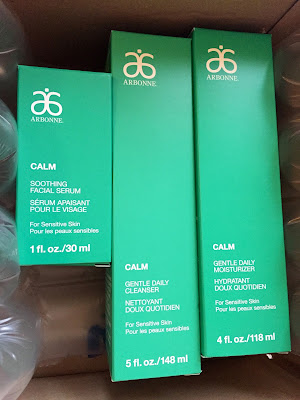 ARBONNE.
CALM
SOOTHING
FACIAL SERUM
SÉRUM APAISANT
POUR LE VISAGE
For Sensitive Skin
Pour les peaux sensibles
1 fl. oz./30 ml
ARBONNE
CALM
GENTLE DAILY
CLEANSER
NETTOYANT
DOUX QUOTIDIEN
For Sensitive Skin
Pour les peaux sensibles
5 fl. oz./148 ml
ARBONNE
CALM
GENTLE DAILY
MOISTURIZER
HYDRATANT
DOUX QUOTIDIEN
For Sensitive Skin
Pour les peaux sensibles
4 fl. oz./118 ml